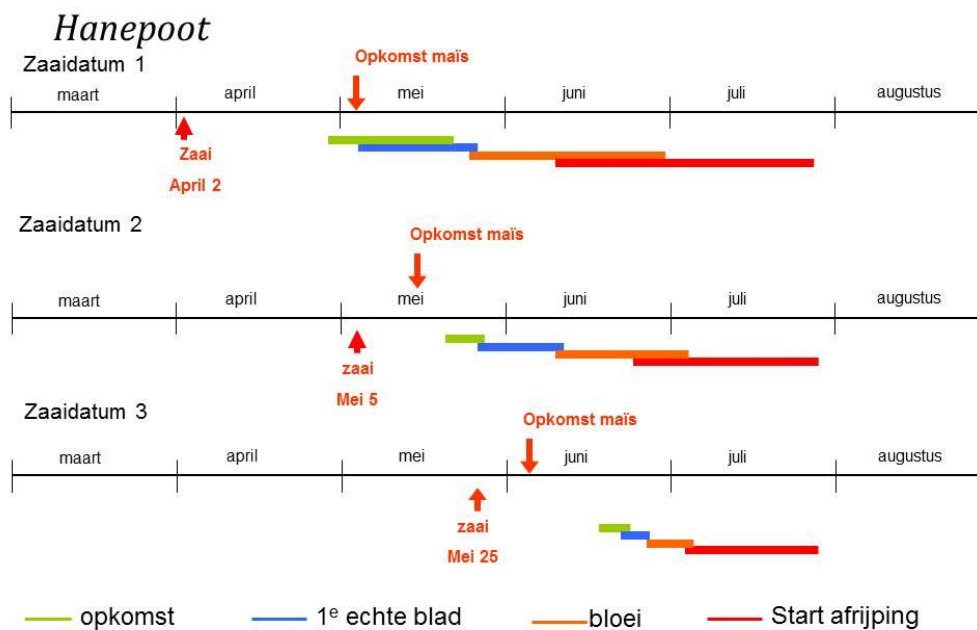 Hanepoot
Zaaidatum 1
Opkomst maïs
maart april mei juni juli augustus
Zaai
April 2
Zaaidatum 2
Opkomst maïs
maart april mei juni juli augustus
zaai
Mei 5
Zaaidatum 3
Opkomst maïs
maart april mei juni juli augustus
zaai
Mei 25
opkomst 1e echte blad bloei Start afrijping